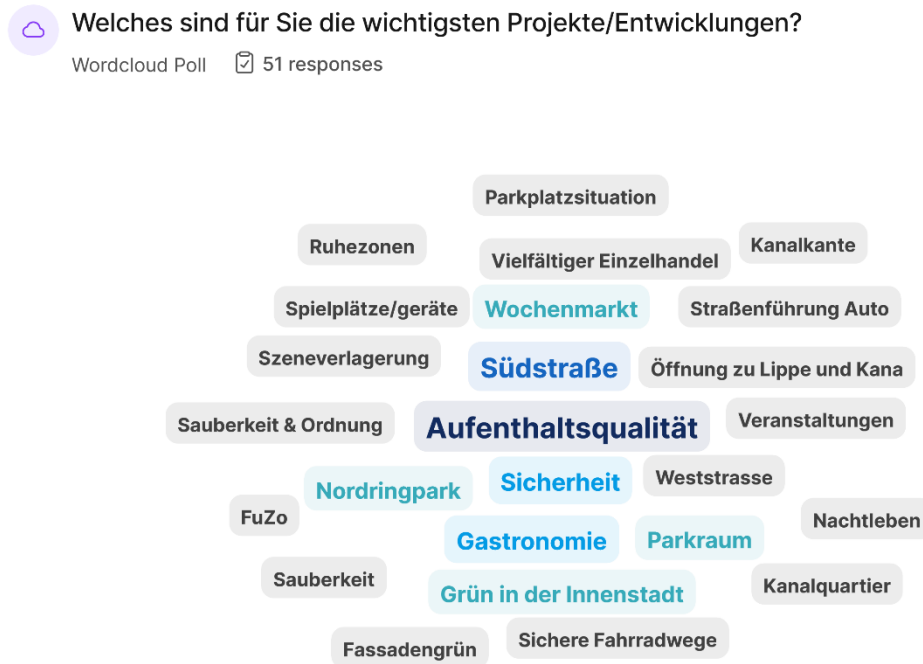 Welches sind für Sie die wichtigsten Projekte/Entwicklungen?
Wordcloud Poll 51 responses
Parkplatzsituation
Ruhezonen
Vielfältiger Einzelhandel
Kanalkante
Spielplätze/geräte
Wochenmarkt
Straßenführung Auto
Szeneverlagerung
Südstraße
Öffnung zu Lippe und Kana
Sauberkeit & Ordnung
Aufenthaltsqualität
Veranstaltungen
Nordringpark
Sicherheit
Weststrasse
FuZo
Gastronomie
Parkraum
Nachtleben
Sauberkeit
Grün in der Innenstadt
Kanalquartier
Fassadengrün
Sichere Fahrradwege